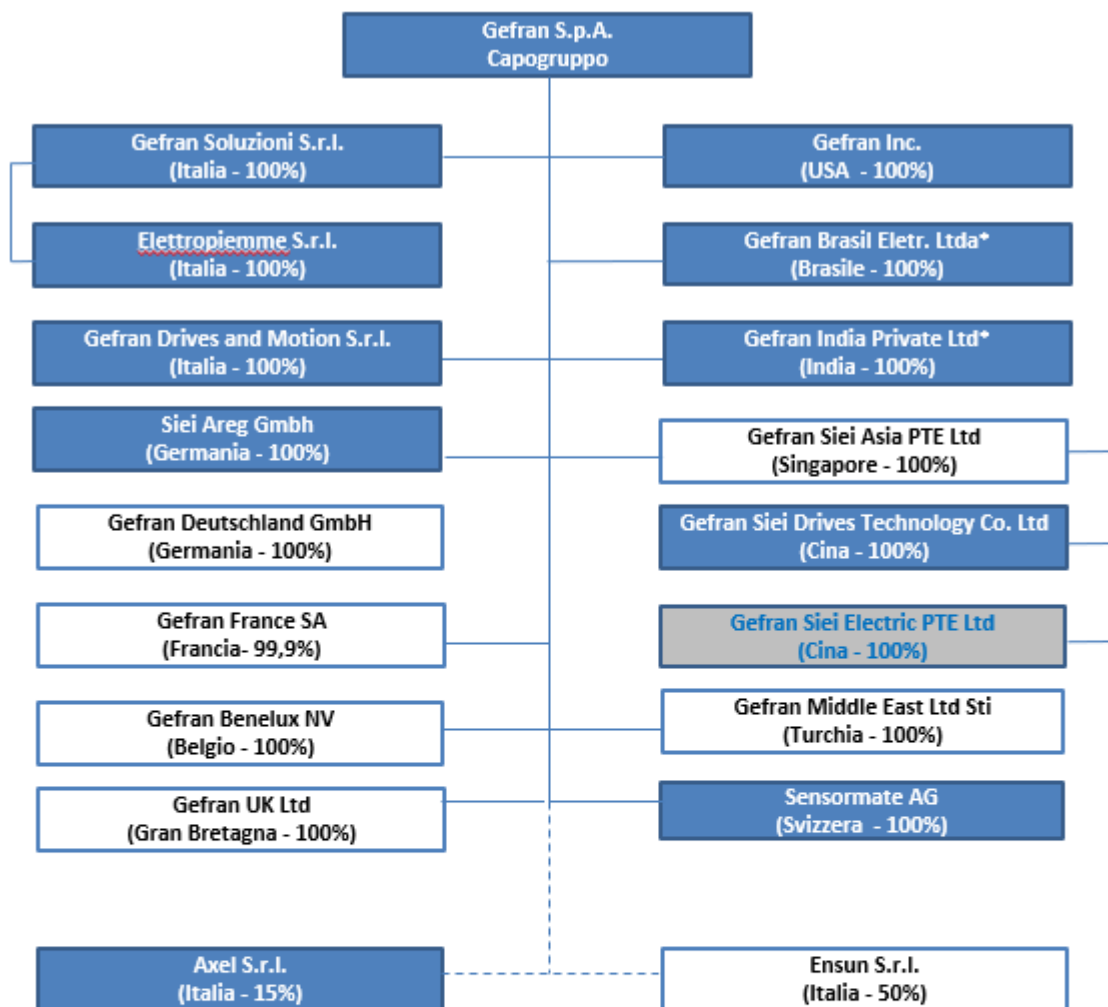 Gefran S.p.A.
Capogruppo
Gefran Soluzioni S.r.l.
(Italia - 100%)
Gefran Inc.
(USA - 100%)
Elettropiemme S.r.l.
(Italia - 100%)
Gefran Brasil Eletr. Ltda*
(Brasile - 100%)
Gefran Drives and Motion S.r.l.
(Italia - 100%)
Gefran India Private Ltd*
(India - 100%)
Siei Areg Gmbh
(Germania - 100%)
Gefran Siei Asia PTE Ltd
(Singapore - 100%)
Gefran Deutschland GmbH
(Germania - 100%)
Gefran Siei Drives Technology Co. Ltd
(Cina - 100%)
Gefran France SA
(Francia- 99,9%)
Gefran Siei Electric PTE Ltd
(Cina - 100%)
Gefran Benelux NV
(Belgio - 100%)
Gefran Middle East Ltd Sti
(Turchia - 100%)
Gefran UK Ltd
(Gran Bretagna - 100%)
Sensormate AG
(Svizzera - 100%)
Axel S.r.l.
(Italia - 15%)
Ensun S.r.l.
(Italia - 50%)